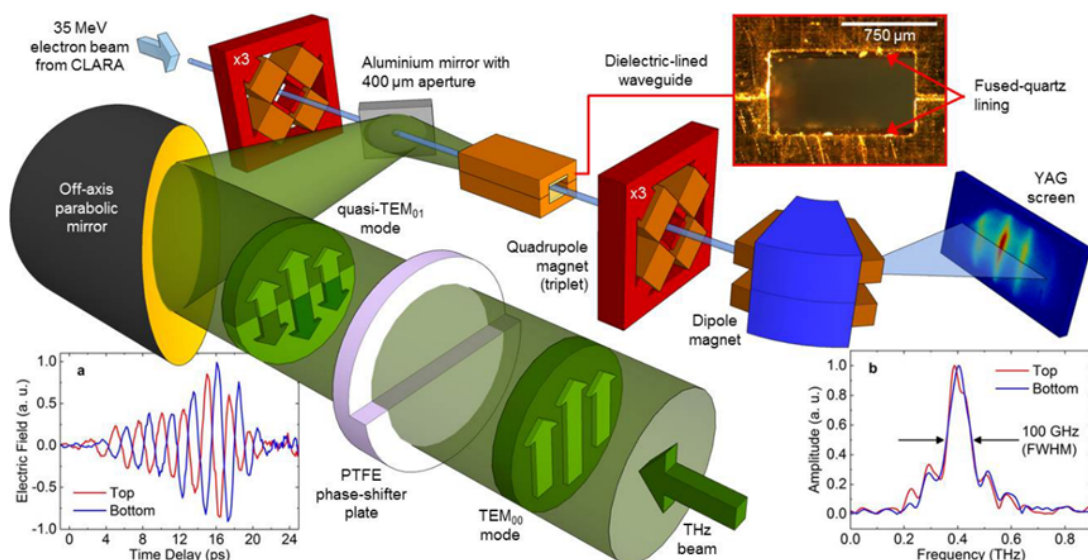 35 MeV
electron beam
from CLARA
x3
Aluminium mirror with
400 µm aperture
Dielectric-lined
waveguide
750 µm
Fused-quartz
lining
Off-axis
parabolic
mirror
quasi-TEM01
mode
x3
Quadrupole
magnet
(triplet)
YAG
screen
Dipole
magnet
PTFE
phase-shifter
plate
TEM00
mode
THz
beam
a
Electric Field (a. u.)
1.0
0.5
0.0
-0.5
-1.0
Top
Bottom
0 4 8 12 16 20 24
Time Delay (ps)
b
Amplitude (a. u.)
1.0
0.8
0.6
0.4
0.2
0.0
Top
Bottom
100 GHz
(FWHM)
0.0 0.2 0.4 0.6 0.8
Frequency (THz)